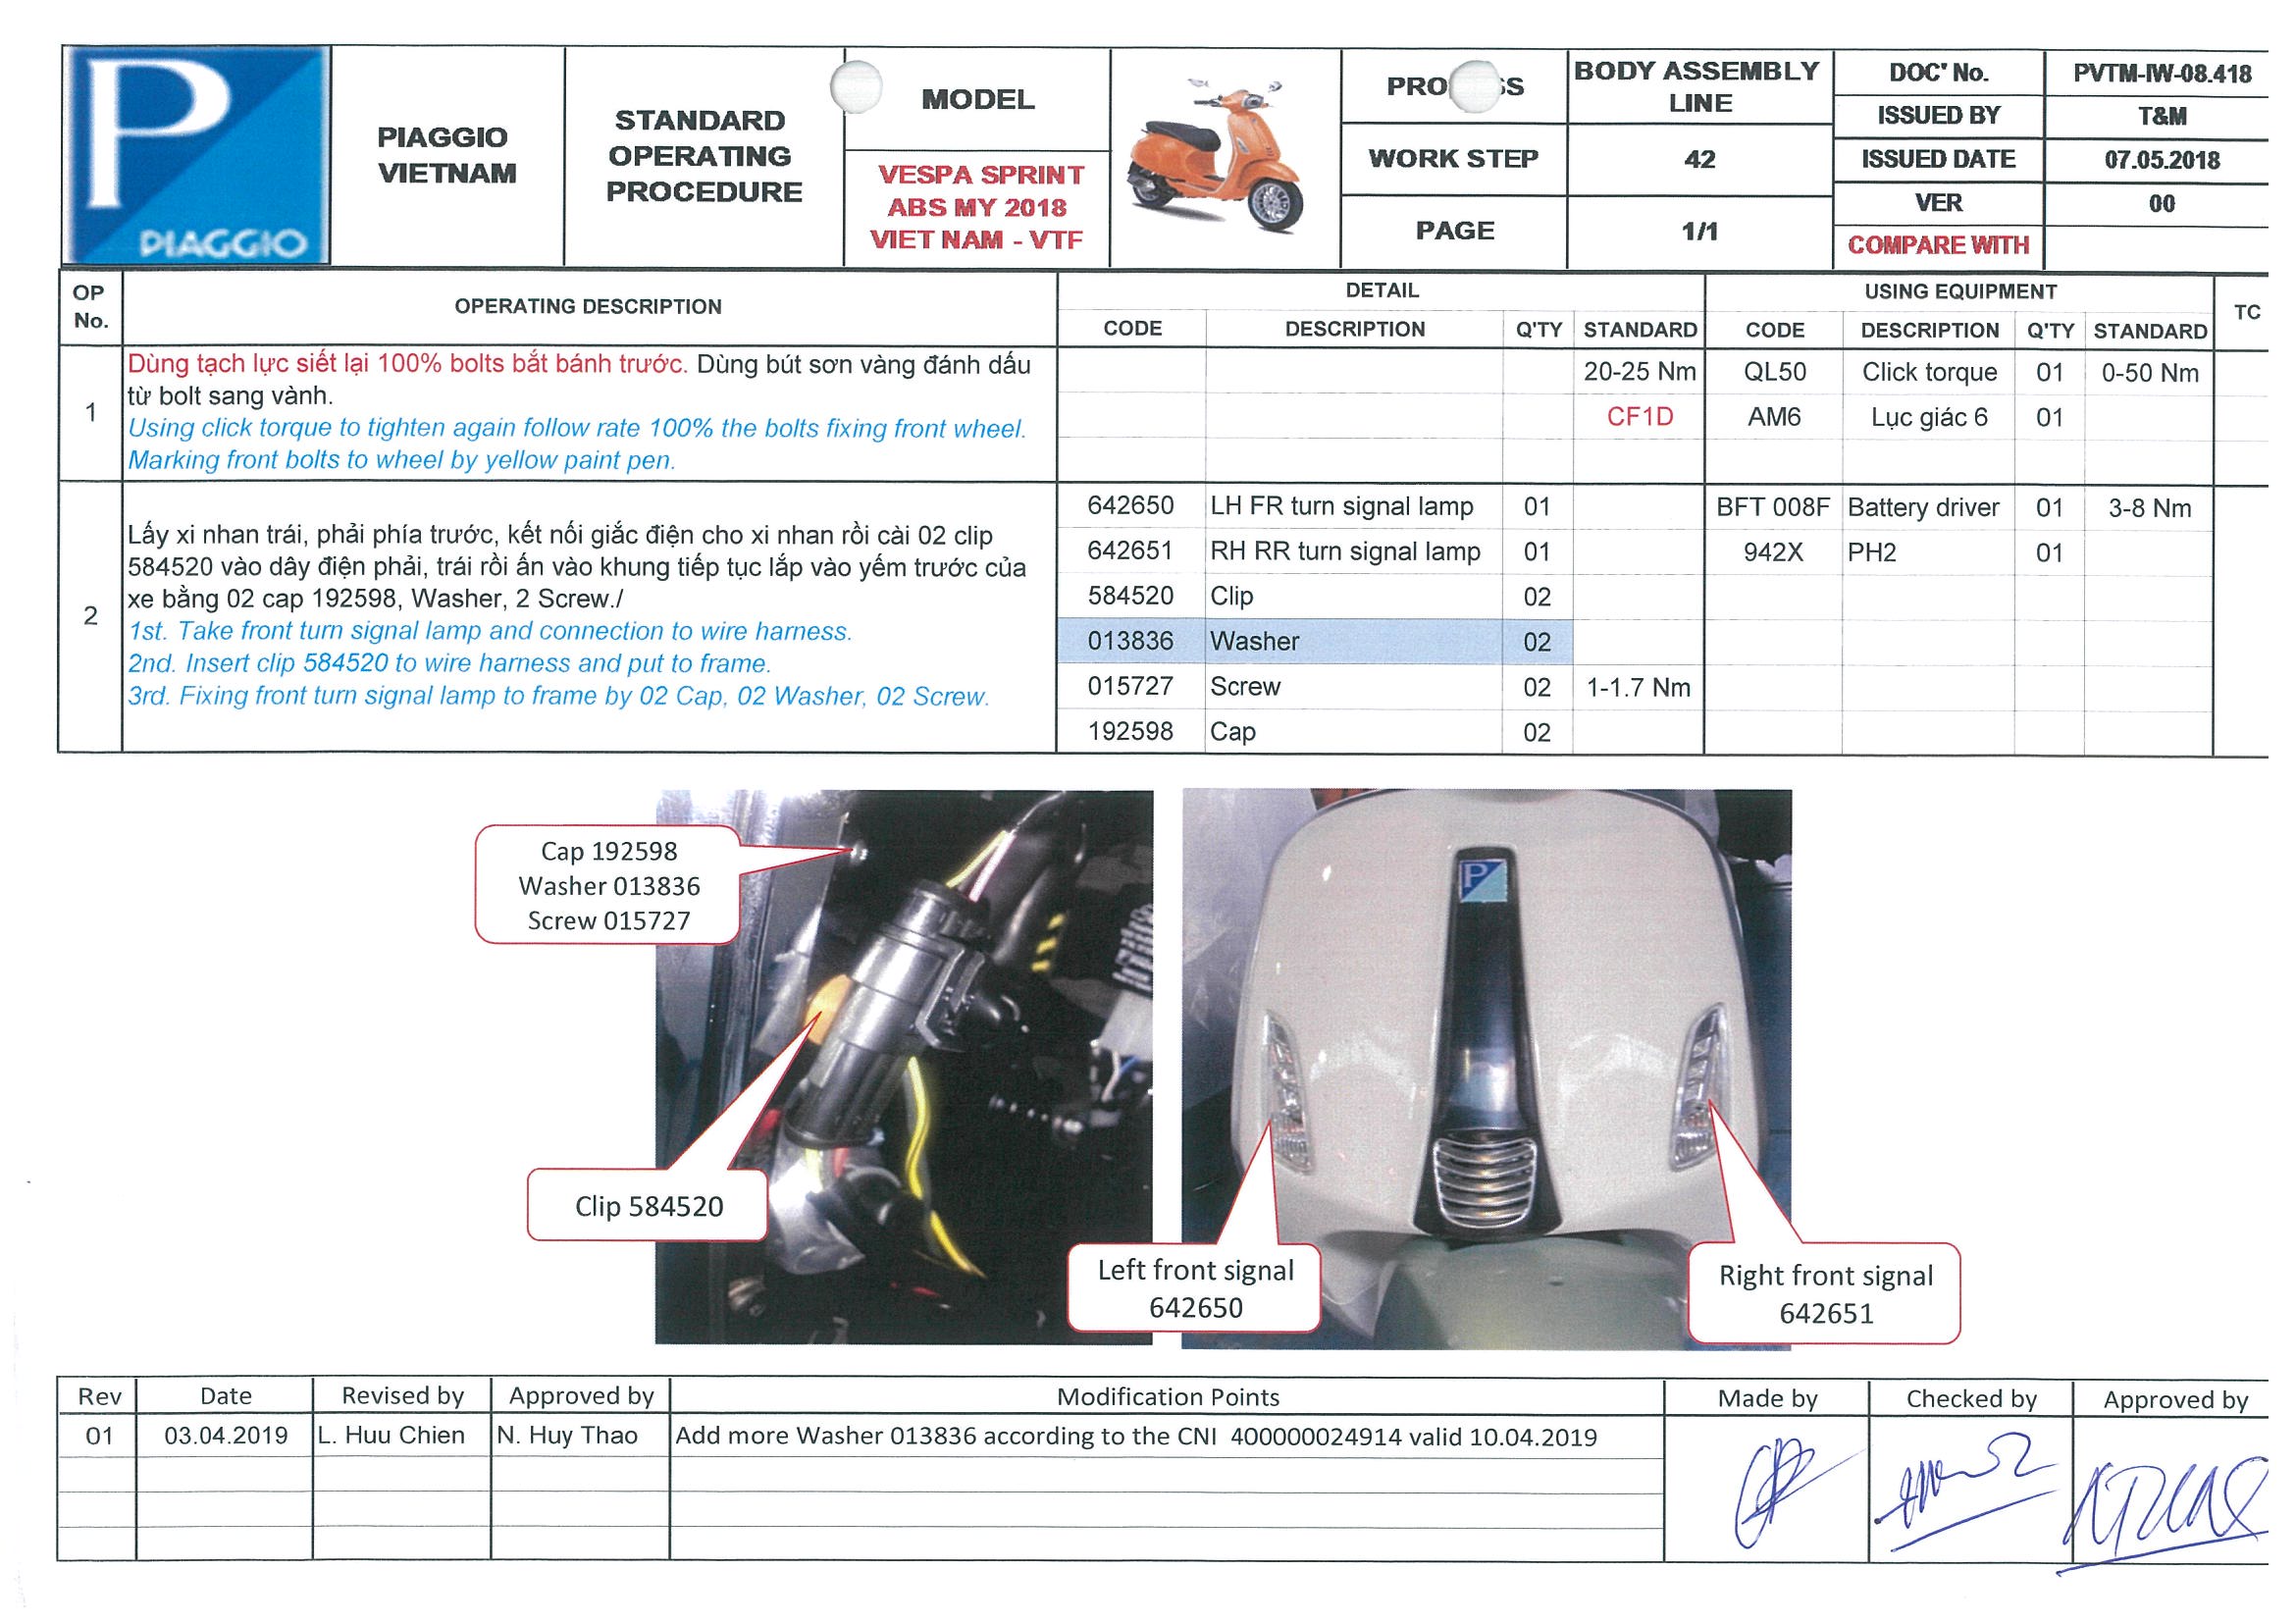 P
PIAGGIO
PIAGGIO
VIETNAM
STANDARD
OPERATING
PROCEDURE
MODEL
VESPA SPRINT
ABS MY 2018
VIET NAM - VTF
WORK STEP
PAGE
BODY ASSEMBLY
LINE
42
1/1
DOC' No.
PVTM-IW-08.418
ISSUED BY
T&M
ISSUED DATE
07.05.2018
VER
00
COMPARE WITH
OP
No.
OPERATING DESCRIPTION
DETAIL
USING EQUIPMENT
TC
CODE DESCRIPTION Q'TY STANDARD CODE DESCRIPTION Q'TY STANDARD
1
Dùng tạch lực siết lại 100% bolts bắt bánh trước. Dùng bút sơn vàng đánh dấu
từ bolt sang vành.
Using click torque to tighten again follow rate 100% the bolts fixing front wheel.
Marking front bolts to wheel by yellow paint pen.
20-25 Nm QL50 Click torque 01 0-50 Nm
CF1D AM6 Lục giác 6 01
2
Lấy xi nhan trái, phải phía trước, kết nối giắc điện cho xi nhan rồi cài 02 clip
584520 vào dây điện phải, trái rồi ấn vào khung tiếp tục lắp vào yếm trước của
xe bằng 02 cap 192598, Washer, 2 Screw./
1st. Take front turn signal lamp and connection to wire harness.
2nd. Insert clip 584520 to wire harness and put to frame.
3rd. Fixing front turn signal lamp to frame by 02 Cap, 02 Washer, 02 Screw.
642650 LH FR turn signal lamp 01 BFT 008F Battery driver 01 3-8 Nm
642651 RH RR turn signal lamp 01 942X PH2 01
584520 Clip 02
013836 Washer 02
015727 Screw 02 1-1.7 Nm
192598 Cap 02
Cap 192598
Washer 013836
Screw 015727
Clip 584520
P
Left front signal
642650
Right front signal
642651
Rev Date Revised by Approved by Modification Points Made by Checked by Approved by
01 03.04.2019 L. Huu Chien N. Huy Thao Add more Washer 013836 according to the CNI 400000024914 valid 10.04.2019